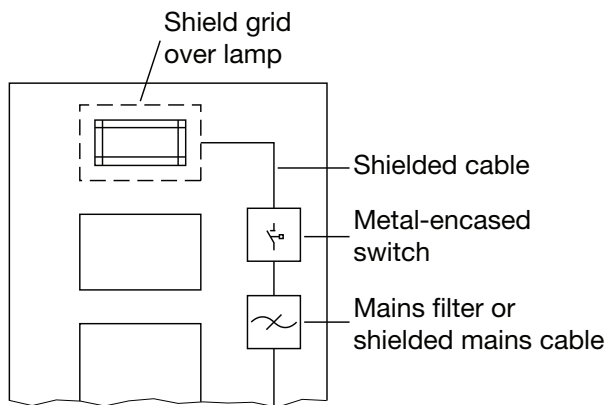 Shield grid
over lamp
Shielded cable
Metal-encased
switch
Mains filter or
shielded mains cable